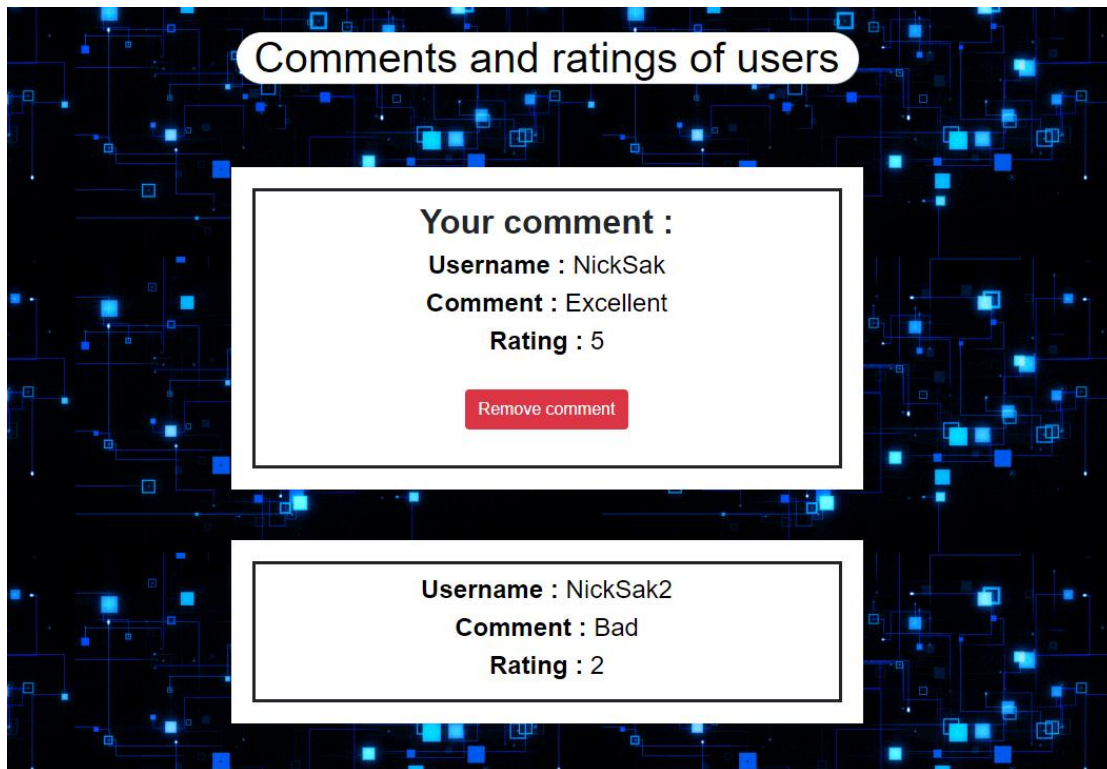 Comments and ratings of users
Your comment :
Username : NickSak
Comment : Excellent
Rating : 5
Remove comment
Username : NickSak2
Comment : Bad
Rating : 2